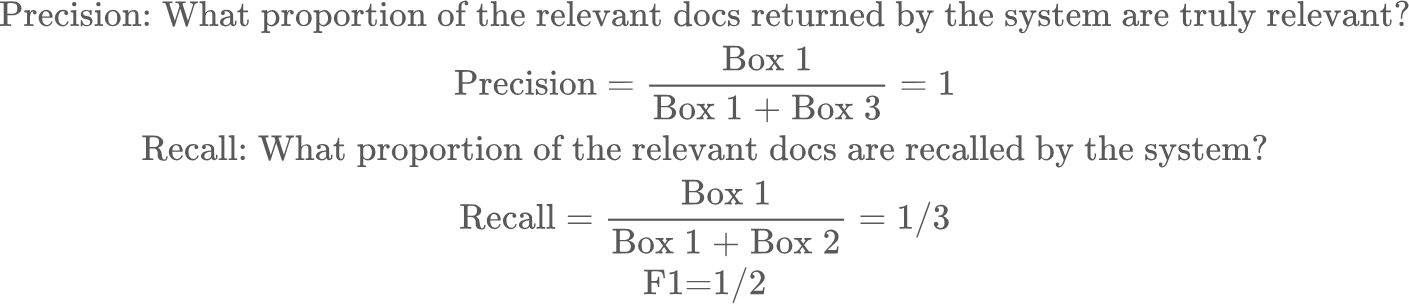 Precision: What proportion of the relevant docs returned by the system are truly relevant?
Precision = Box 1 / (Box 1 + Box 3) = 1
Recall: What proportion of the relevant docs are recalled by the system?
Recall = Box 1 / (Box 1 + Box 2) = 1/3
F1=1/2